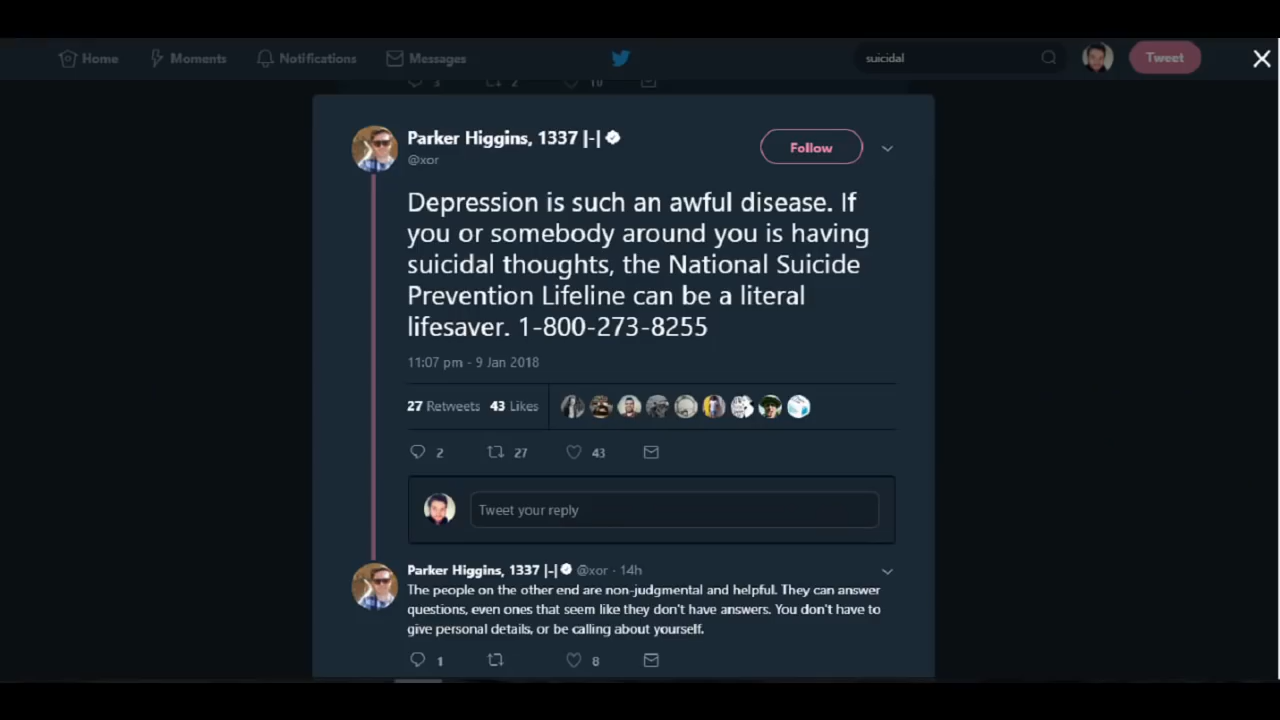 Home Moments Notifications Messages suicidal Tweet
3 2 10
Parker Higgins, 1337 |-|
@xor
Follow
Depression is such an awful disease. If
you or somebody around you is having
suicidal thoughts, the National Suicide
Prevention Lifeline can be a literal
lifesaver. 1-800-273-8255
11:07 pm - 9 Jan 2018
27 Retweets 43 Likes
2 27 43
Tweet your reply
Parker Higgins, 1337 |-| @xor · 14h
The people on the other end are non-judgmental and helpful. They can answer
questions, even ones that seem like they don't have answers. You don't have to
give personal details, or be calling about yourself.
1 8